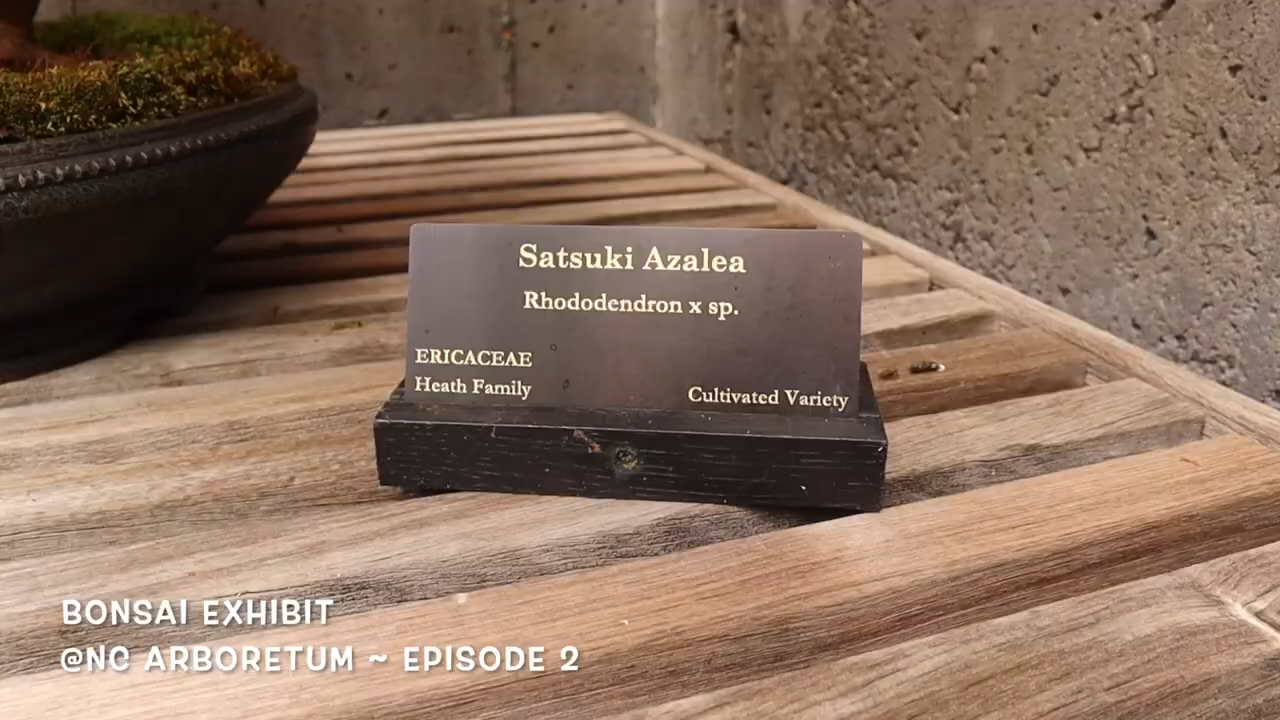 Satsuki Azalea
Rhododendron x sp.
ERICACEAE
Heath Family
Cultivated Variety
BONSAI EXHIBIT
@NC ARBORETUM ~ EPISODE 2